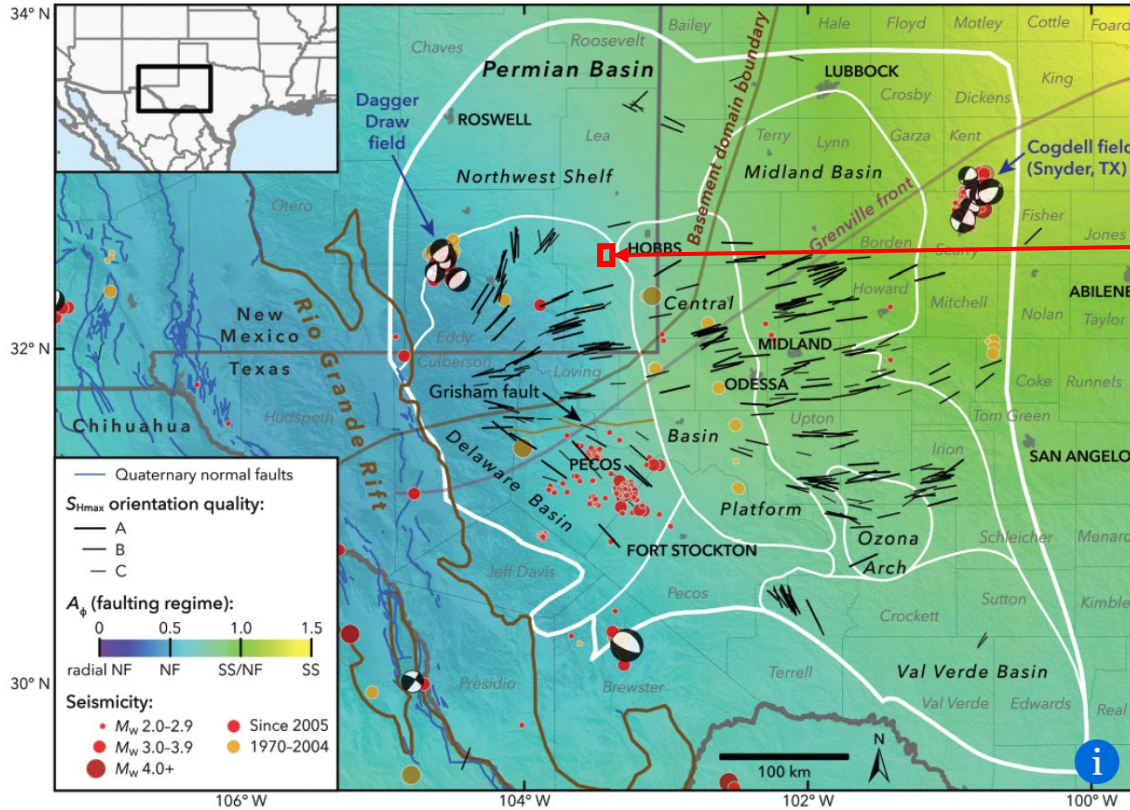 34° N
32° N
30° N
106° W
104° W
102° W
100° W
Permian Basin
Dagger
Draw
field
ROSWELL
Northwest Shelf
Chaves
Roosevelt
Bailey
Hale
Floyd
Motley
Cottle
Foard
King
LUBBOCK
Crosby
Dickens
Lea
Terry
Lynn
Garza
Kent
Basement domain boundary
Midland Basin
Grenville front
Cogdell field
(Snyder, TX)
Fisher
Jones
Otero
HOBBS
Borden
Scurry
ABILENE
Rio Grande Rift
New
Mexico
Texas
Eddy
Culberson
Loving
Central
Howard
Mitchell
Nolan
Taylor
MIDLAND
ODESSA
Grisham fault
Coke
Runnels
Tom Green
Chihuahua
Hudspeth
Upton
Basin
Irion
SAN ANGELO
PECOS
Delaware Basin
Platform
Ozona
Arch
Schleicher
Menard
FORT STOCKTON
Jeff Davis
Pecos
Crockett
Sutton
Kimble
Val Verde Basin
Presidio
Brewster
Terrell
Val Verde
Edwards
Real
Quaternary normal faults
SHmax orientation quality:
A
B
C
Aϕ (faulting regime):
0 0.5 1.0 1.5
radial NF NF SS/NF SS
Seismicity:
Mw 2.0–2.9
Since 2005
Mw 3.0–3.9
1970–2004
Mw 4.0+
100 km
N
i